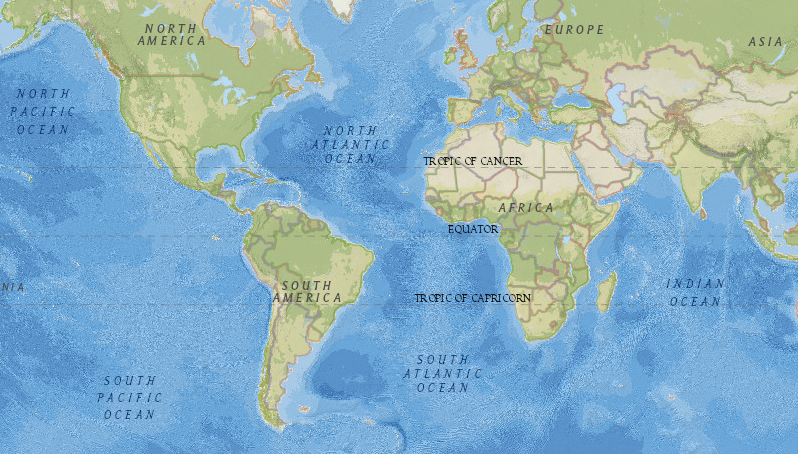 NORTH
AMERICA
EUROPE
ASIA
NORTH
PACIFIC
OCEAN
NORTH
ATLANTIC
OCEAN
TROPIC OF CANCER
AFRICA
EQUATOR
NIA
SOUTH
AMERICA
TROPIC OF CAPRICORN
INDIAN
OCEAN
SOUTH
ATLANTIC
OCEAN
SOUTH
PACIFIC
OCEAN